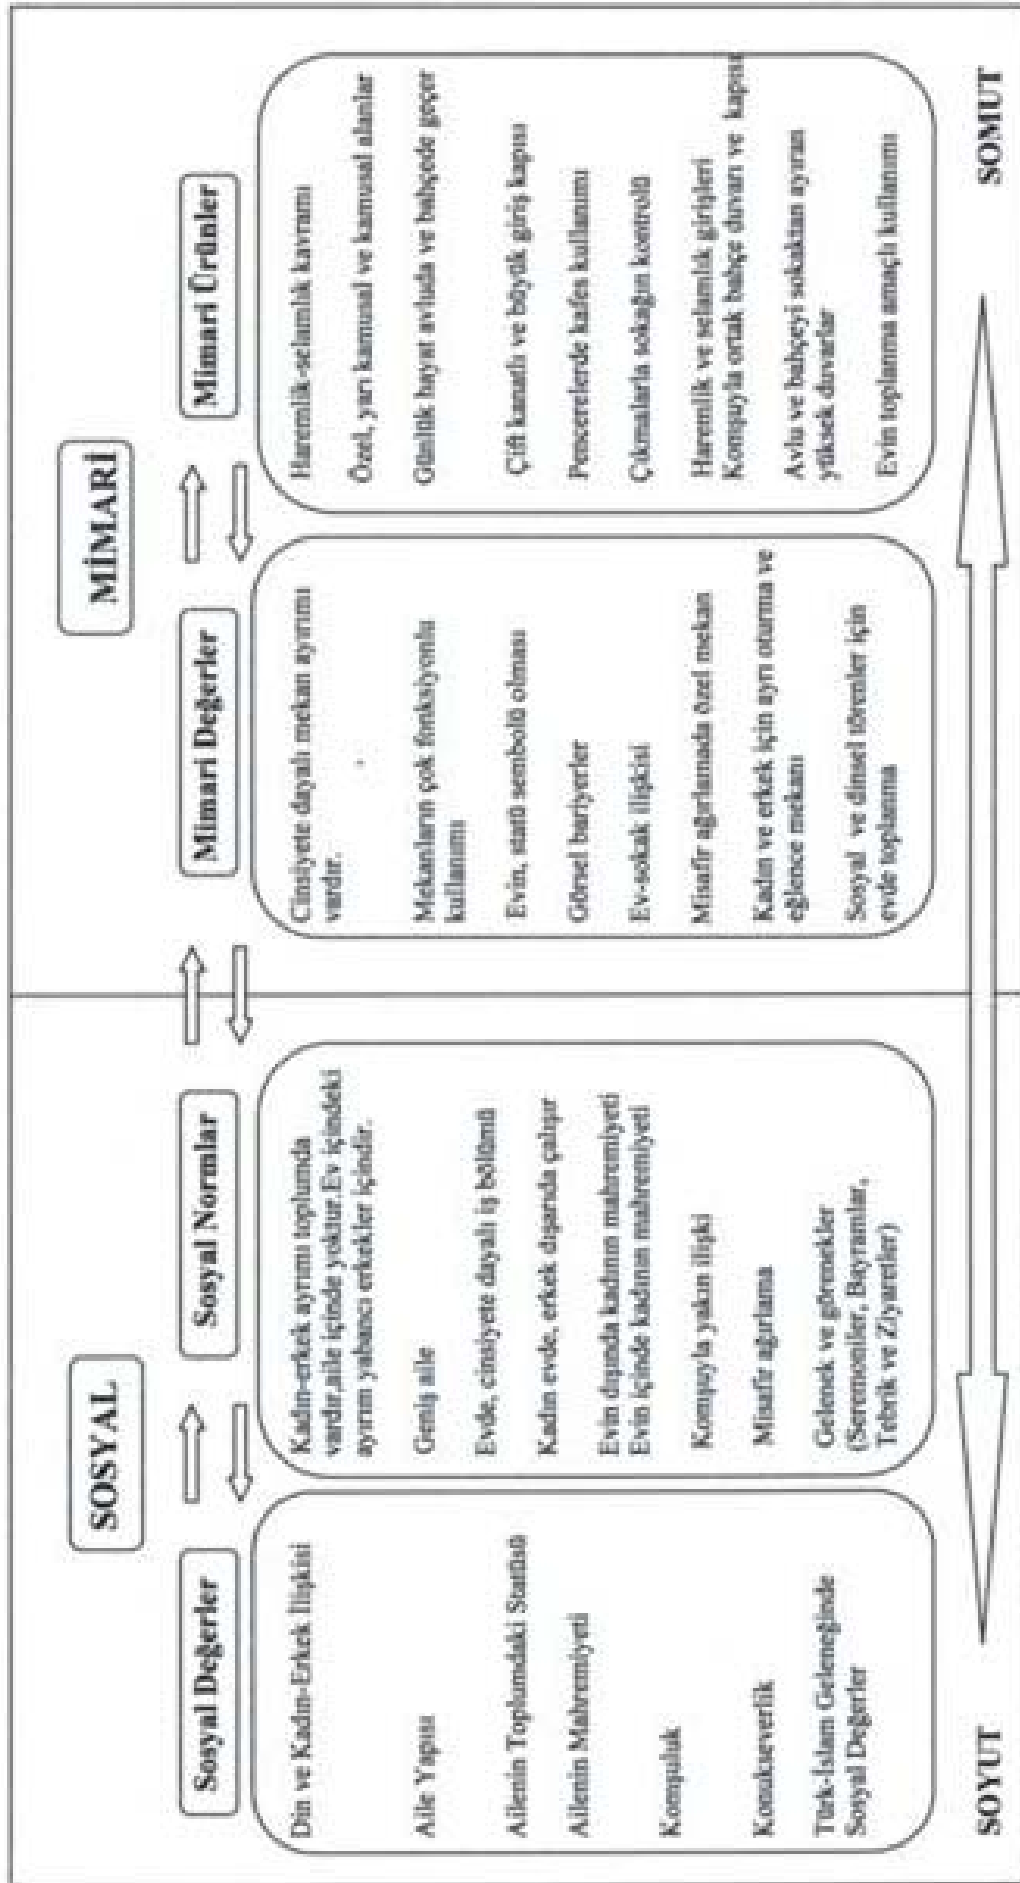 SOSYAL
MİMARİ
Sosyal Değerler
Sosyal Normlar
Mimari Değerler
Mimari Ürünler
Din ve Kadın-Erkek İlişkisi
Aile Yapısı
Ailenin Toplumdaki Statüsü
Ailenin Mahremiyeti
Komşuluk
Konukseverlik
Türk-İslam Geleneğinde
Sosyal Değerler
Kadın-erkek ayrımı toplumda
vardır,aile içinde yoktur.Ev içindeki
ayırım yabancı erkekler içindir.
Geniş aile
Evde, cinsiyete dayalı iş bölümü
Kadın evde, erkek dışarıda çalışır
Evin dışında kadının mahremiyeti
Evin içinde kadının mahremiyeti
Komşuyla yakın ilişki
Misafir ağırlama
Gelenek ve görenekler
(Seremoniler, Bayramlar,
Tebrik ve Ziyaretler)
Cinsiyete dayalı mekan ayırımı
vardır.
Mekanların çok fonksiyonlu
kullanımı
Evin, statü sembolü olması
Görsel bariyerler
Ev-sokak ilişkisi
Misafir ağırlamada özel mekan
Kadın ve erkek için ayrı oturma ve
eğlence mekanı
Sosyal ve dinsel törenler için
evde toplanma
Haremlik-selamlık kavramı
Özel, yarı kamusal ve kamusal alanlar
Günlük hayat avluda ve bahçede geçer
Çift kanatlı ve büyük giriş kapısı
Pencerelerde kafes kullanımı
Çıkmalarla sokağın kontrolü
Haremlik ve selamlık girişleri
Komşuyla ortak bahçe duvarı ve kapısı
Avlu ve bahçeyi sokaktan ayıran
yüksek duvarlar
Evin toplanma amaçlı kullanımı
SOYUT
SOMUT